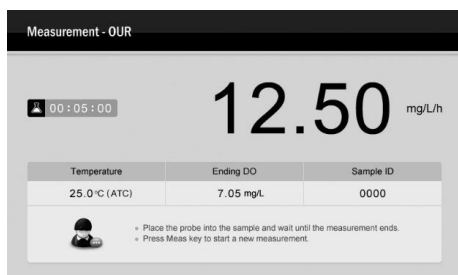 Measurement - OUR
00:05:00
12.50 mg/L/h
Temperature Ending DO Sample ID
25.0 °C (ATC) 7.05 mg/L 0000
Place the probe into the sample and wait until the measurement ends.
Press Meas key to start a new measurement.